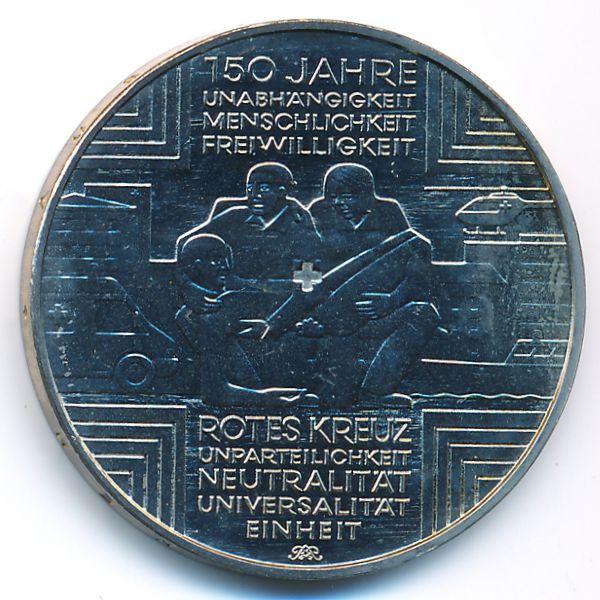 150 JAHRE
UNABHÄNGIGKEIT
MENSCHLICHKEIT
FREIWILLIGKEIT
ROTES KREUZ
UNPARTEILICHKEIT
NEUTRALITÄT
UNIVERSALITÄT
EINHEIT